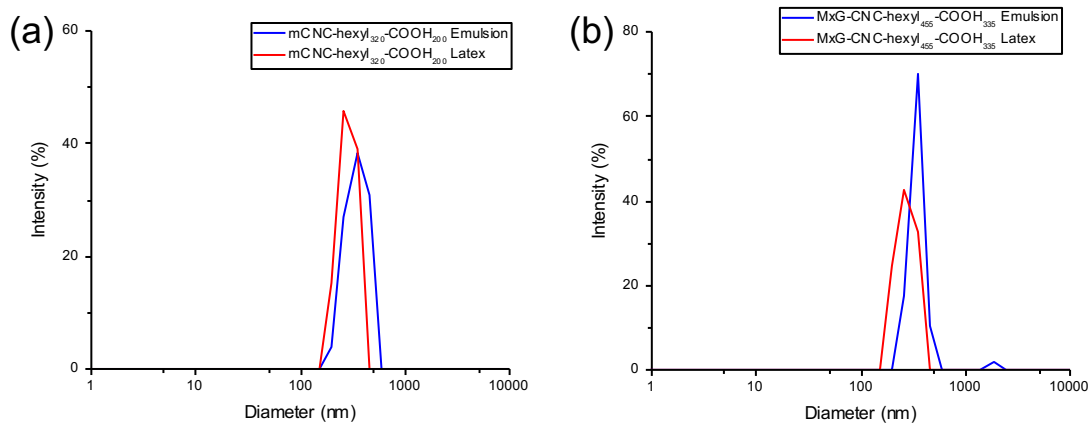 (a)
mCNC-hexyl₃₂₀-COOH₂₀₀ Emulsion
mCNC-hexyl₃₂₀-COOH₂₀₀ Latex
60
40
20
0
Intensity (%)
1 10 100 1000 10000
Diameter (nm)
(b)
MxG-CNC-hexyl₄₅₅-COOH₃₃₅ Emulsion
MxG-CNC-hexyl₄₅₅-COOH₃₃₅ Latex
80
60
40
20
0
Intensity (%)
1 10 100 1000 10000
Diameter (nm)